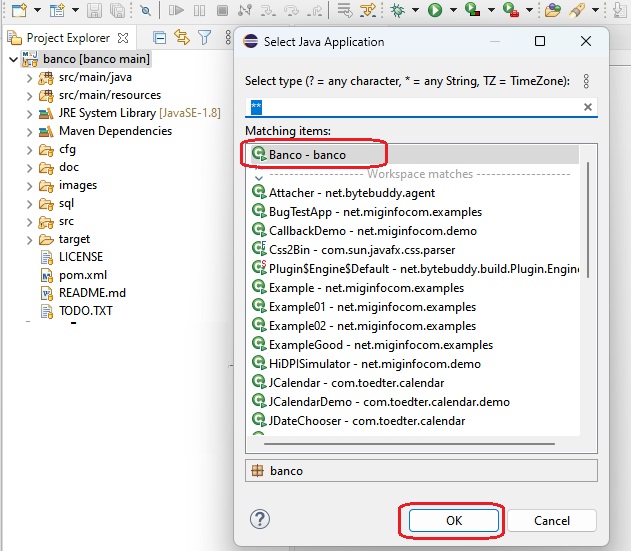 Project Explorer
banco [banco main]
src/main/java
src/main/resources
JRE System Library [JavaSE-1.8]
Maven Dependencies
cfg
doc
images
sql
src
target
LICENSE
pom.xml
README.md
TODO.TXT
Select Java Application
Select type (? = any character, * = any String, TZ = TimeZone):
**
Matching items:
Banco - banco
Workspace matches
Attacher - net.bytebuddy.agent
BugTestApp - net.miginfocom.examples
CallbackDemo - net.miginfocom.examples
Css2Bin - com.sun.javafx.css.parser
Plugin$Engine$Default - net.bytebuddy.build.Plugin.Engine
Example - net.miginfocom.examples
Example01 - net.miginfocom.examples
Example02 - net.miginfocom.examples
ExampleGood - net.miginfocom.examples
HiDPISimulator - net.miginfocom.demo
JCalendar - com.toedter.calendar
JCalendarDemo - com.toedter.calendar.demo
JDateChooser - com.toedter.calendar
banco
OK
Cancel